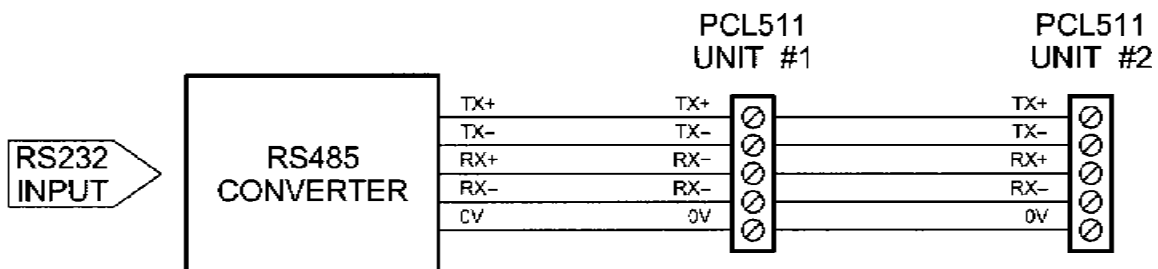 PCL511
UNIT #1
PCL511
UNIT #2
RS232
INPUT
RS485
CONVERTER
TX+
TX−
RX+
RX−
0V
TX+
TX−
RX−
RX−
0V
TX+
TX−
RX+
RX−
0V